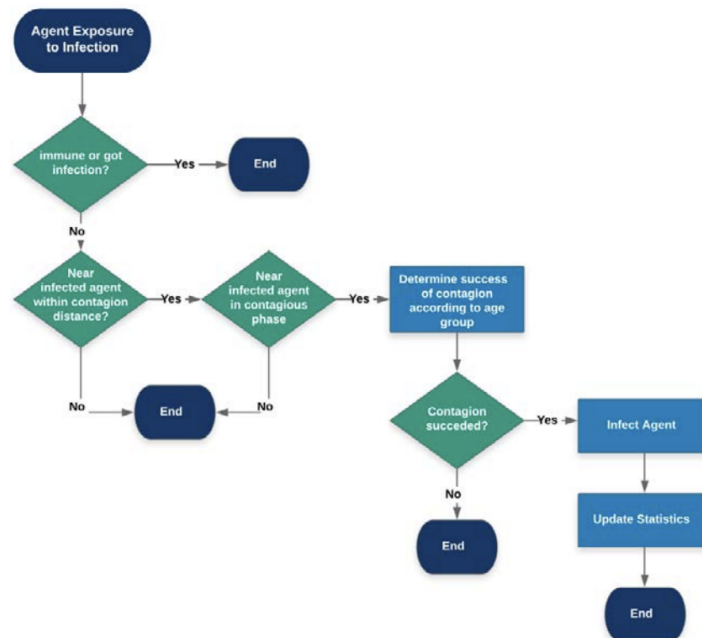 Agent Exposure
to Infection
immune or got
infection?
Yes
End
No
Near
infected agent
within contagion
distance?
Yes
Near
infected agent
in contagious
phase
Yes
Determine success
of contagion
according to age
group
No
End
No
Contagion
succeded?
Yes
Infect Agent
No
End
Update Statistics
End